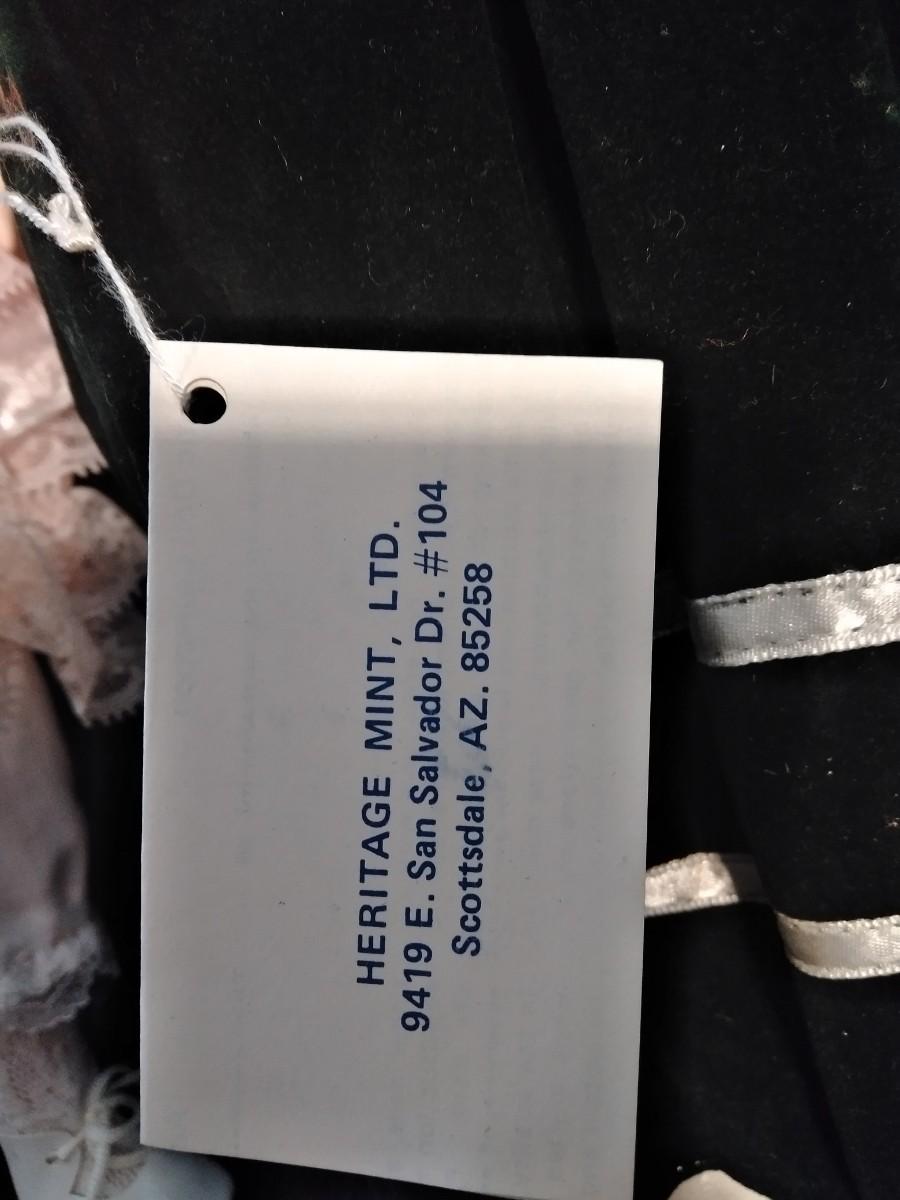 HERITAGE MINT, LTD.
9419 E. San Salvador Dr. #104
Scottsdale, AZ. 85258